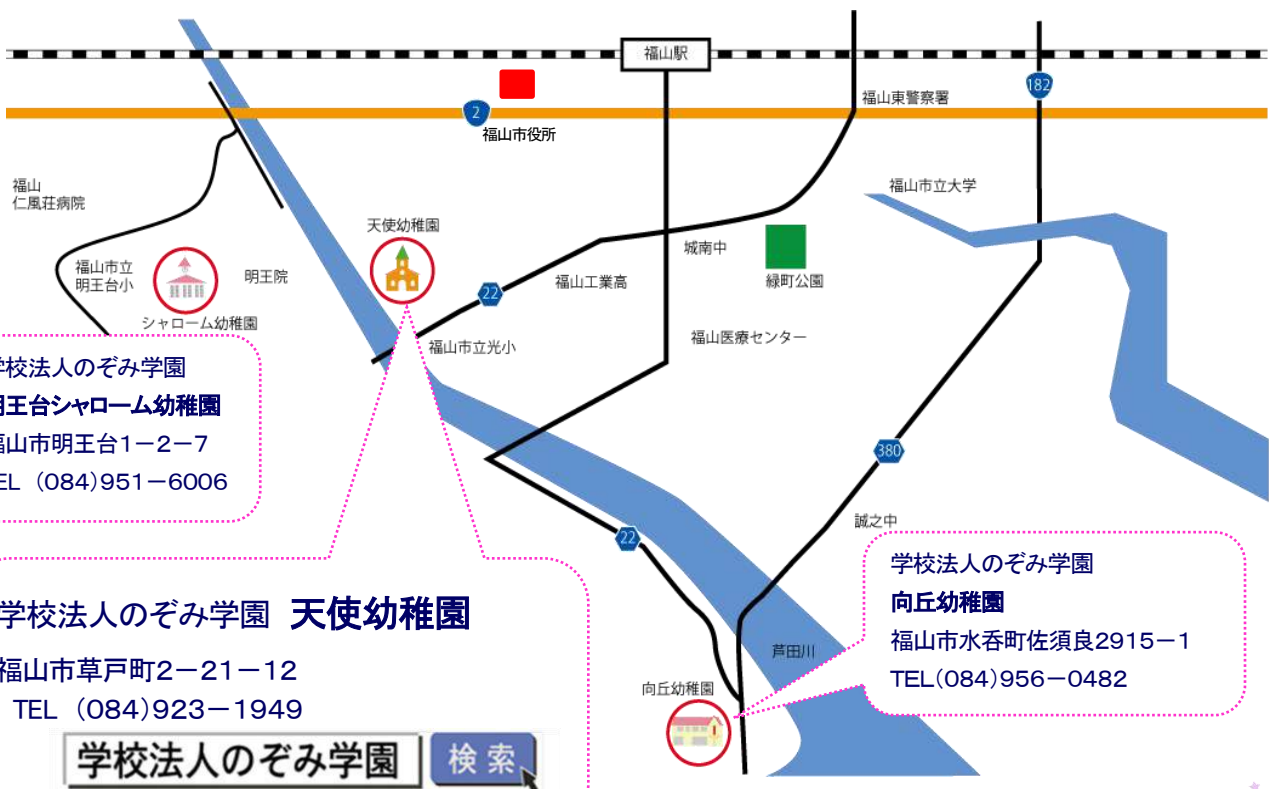 福山駅
182
福山東警察署
2
福山市役所
福山
仁風荘病院
福山市立大学
天使幼稚園
城南中
福山市立
明王台小
明王院
緑町公園
福山工業高
22
シャローム幼稚園
福山医療センター
福山市立光小
学校法人のぞみ学園
明王台シャローム幼稚園
福山市明王台1－2－7
TEL (084)951－6006
380
誠之中
22
学校法人のぞみ学園
向丘幼稚園
福山市水呑町佐須良2915－1
TEL(084)956－0482
芦田川
向丘幼稚園
学校法人のぞみ学園 天使幼稚園
福山市草戸町2－21－12
TEL (084)923－1949
学校法人のぞみ学園 検索